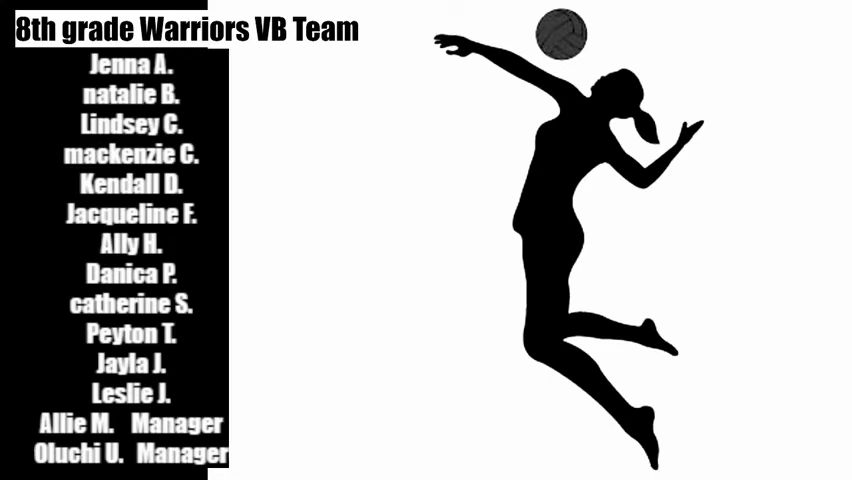 8th grade Warriors VB Team
Jenna A.
natalie B.
Lindsey C.
mackenzie C.
Kendall D.
Jacqueline F.
Ally H.
Danica P.
catherine S.
Peyton T.
Jayla J.
Leslie J.
Allie M. Manager
Oluchi U. Manager